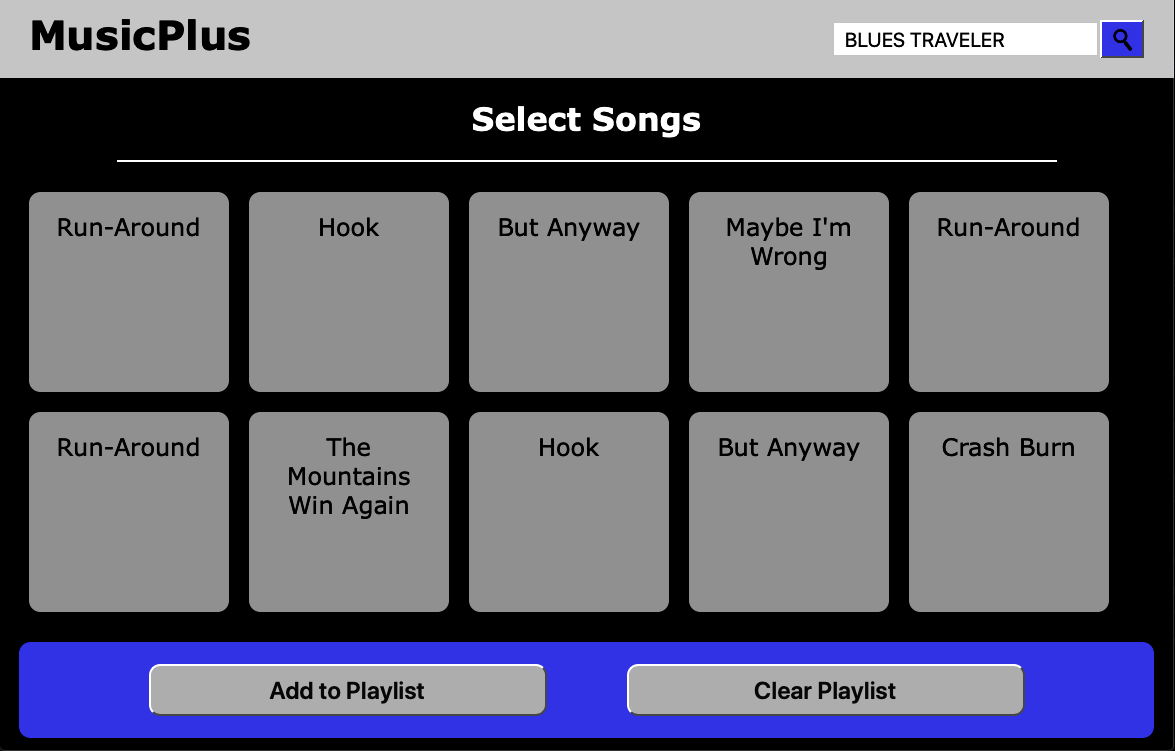 MusicPlus
BLUES TRAVELER
Select Songs
Run-Around
Hook
But Anyway
Maybe I'm
Wrong
Run-Around
Run-Around
The
Mountains
Win Again
Hook
But Anyway
Crash Burn
Add to Playlist
Clear Playlist